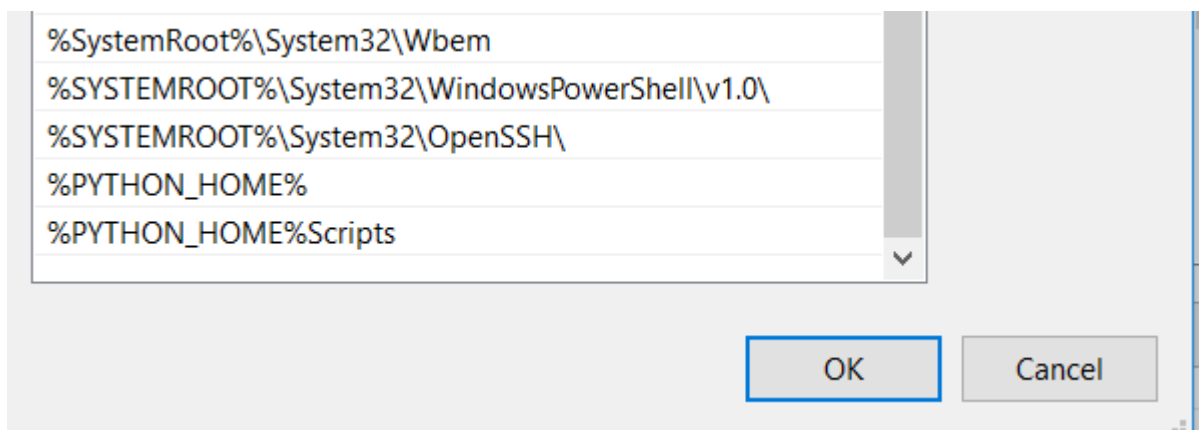 %SystemRoot%\System32\Wbem
%SYSTEMROOT%\System32\WindowsPowerShell\v1.0\
%SYSTEMROOT%\System32\OpenSSH\
%PYTHON_HOME%
%PYTHON_HOME%Scripts
OK
Cancel